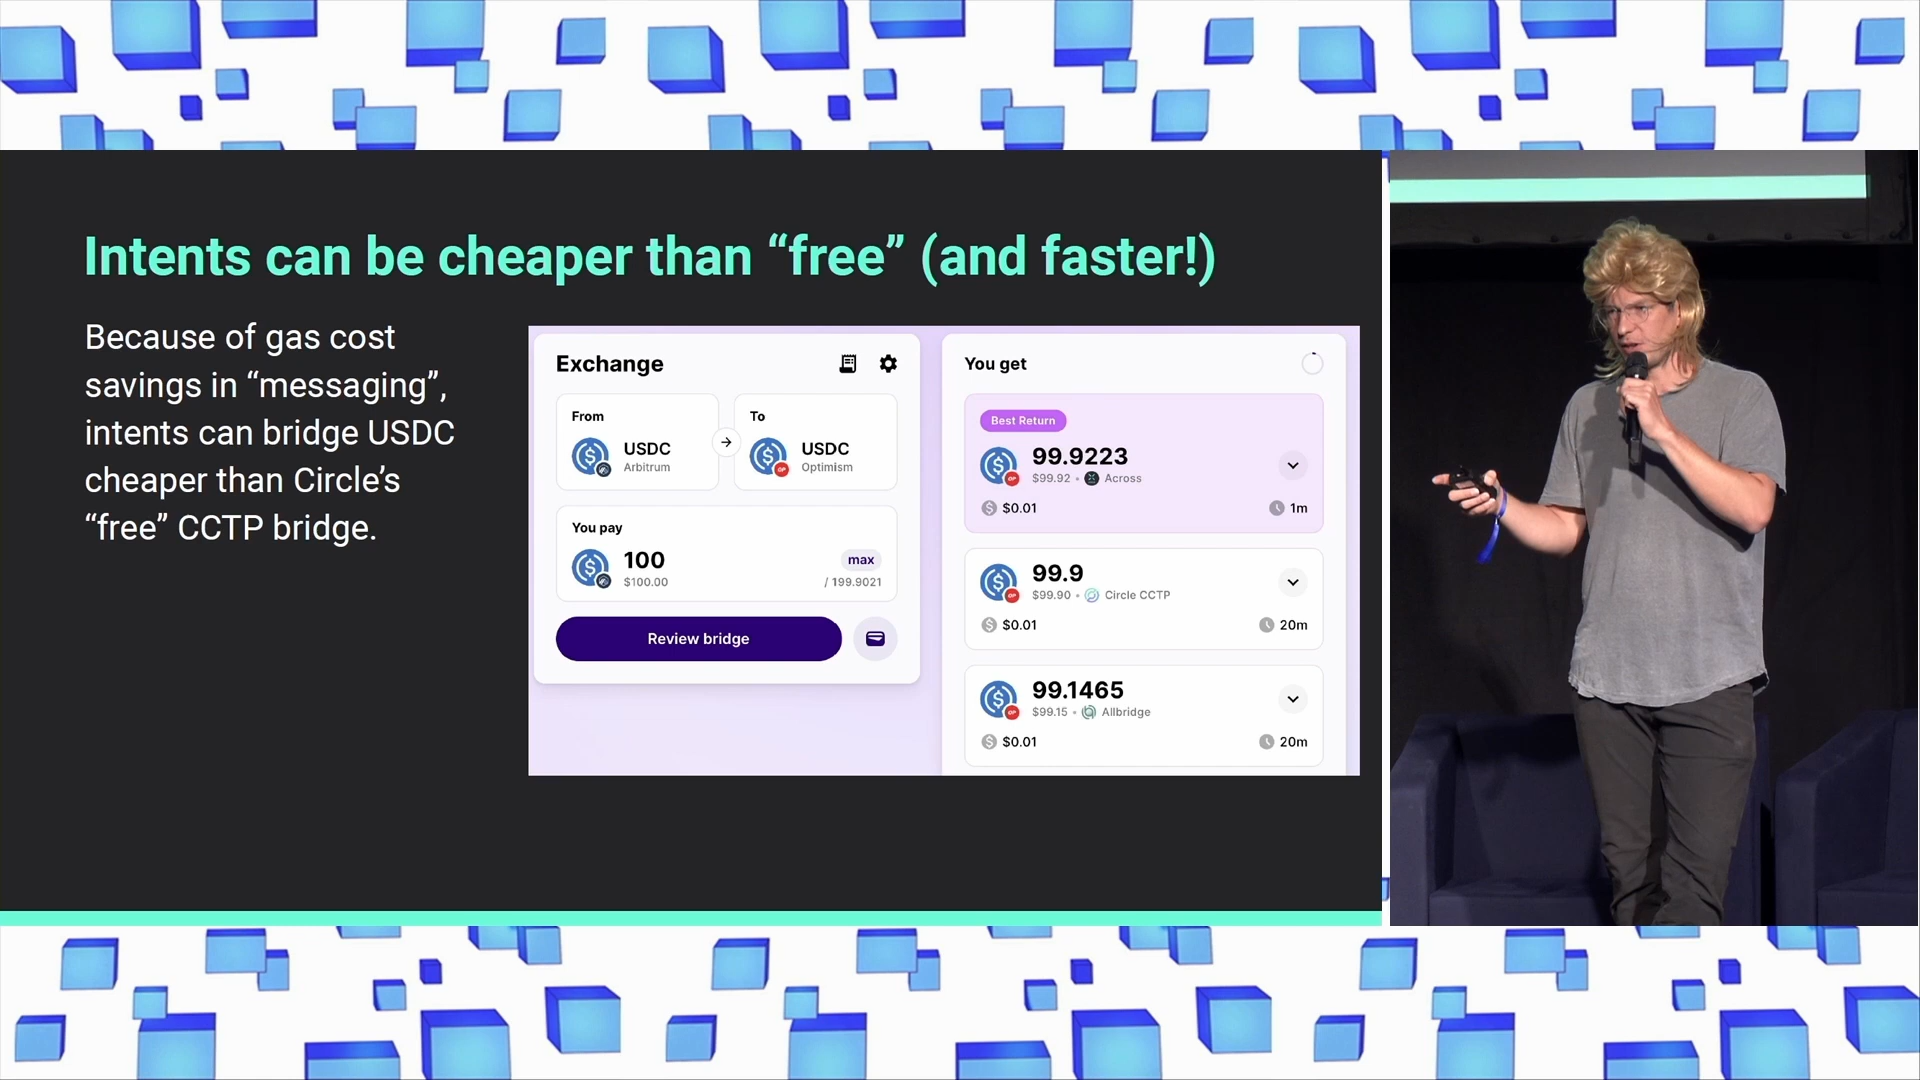 Intents can be cheaper than “free” (and faster!)
Because of gas cost
savings in “messaging”,
intents can bridge USDC
cheaper than Circle’s
“free” CCTP bridge.
Exchange
From
USDC
Arbitrum
To
USDC
Optimism
You pay
100
$100.00
max
/ 199.9021
Review bridge
You get
Best Return
99.9223
$99.92 • Across
$0.01
1m
99.9
$99.90 • Circle CCTP
$0.01
20m
99.1465
$99.15 • Allbridge
$0.01
20m